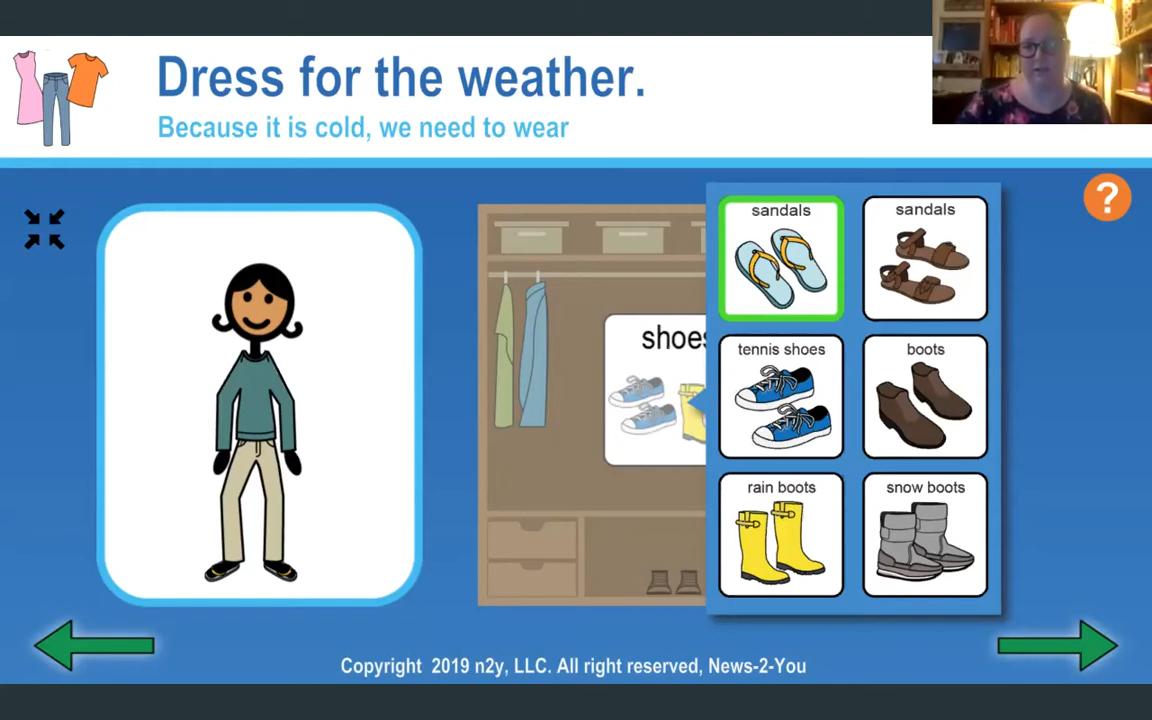 Dress for the weather.
Because it is cold, we need to wear
?
shoes
sandals
sandals
tennis shoes
boots
rain boots
snow boots
Copyright 2019 n2y, LLC. All right reserved, News-2-You